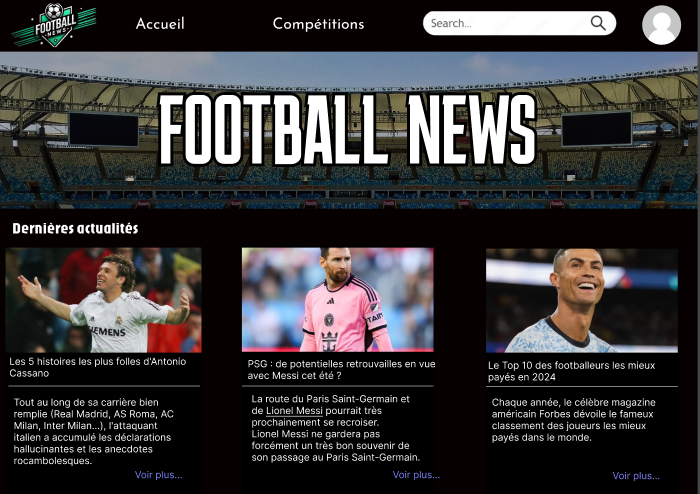 FOOTBALL
NEWS
Accueil
Compétitions
Search...
FOOTBALL NEWS
Dernières actualités
SIEMENS
Les 5 histoires les plus folles d'Antonio
Cassano
PSG : de potentielles retrouvailles en vue
avec Messi cet été ?
Le Top 10 des footballeurs les mieux
payés en 2024
Tout au long de sa carrière bien
remplie (Real Madrid, AS Roma, AC
Milan, Inter Milan...), l'attaquant
italien a accumulé les déclarations
hallucinantes et les anecdotes
rocambolesques.
Voir plus...
La route du Paris Saint-Germain et
de Lionel Messi pourrait très
prochainement se recroiser.
Lionel Messi ne gardera pas
forcément un très bon souvenir de
son passage au Paris Saint-Germain.
Voir plus...
Chaque année, le célèbre magazine
américain Forbes dévoile le fameux
classement des joueurs les mieux
payés dans le monde.
Voir plus...